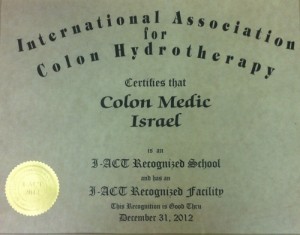 International Association
for
Colon Hydrotherapy
Certifies that
Colon Medic
Israel
is an
I-ACT Recognized School
and has an
I-ACT Recognized Facility
This Recognition is Good Thru
December 31, 2012